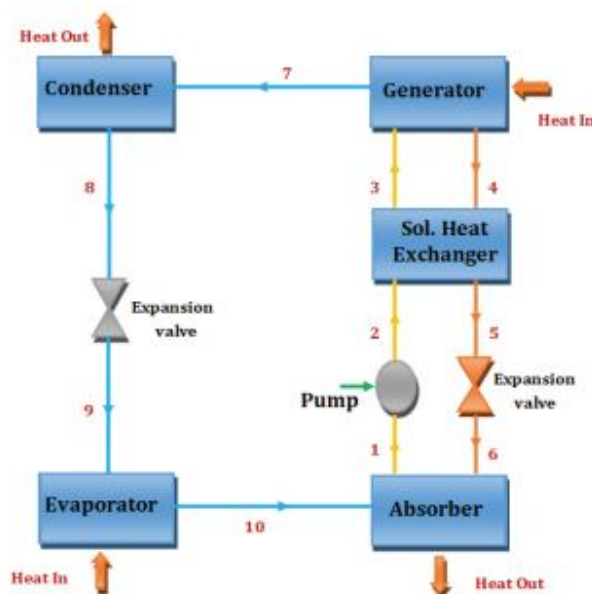 Heat Out
7
Condenser
Generator
Heat In
8
3
4
Sol. Heat
Exchanger
Expansion
valve
2
5
Pump
Expansion
valve
9
1
6
Evaporator
Absorber
10
Heat In
Heat Out